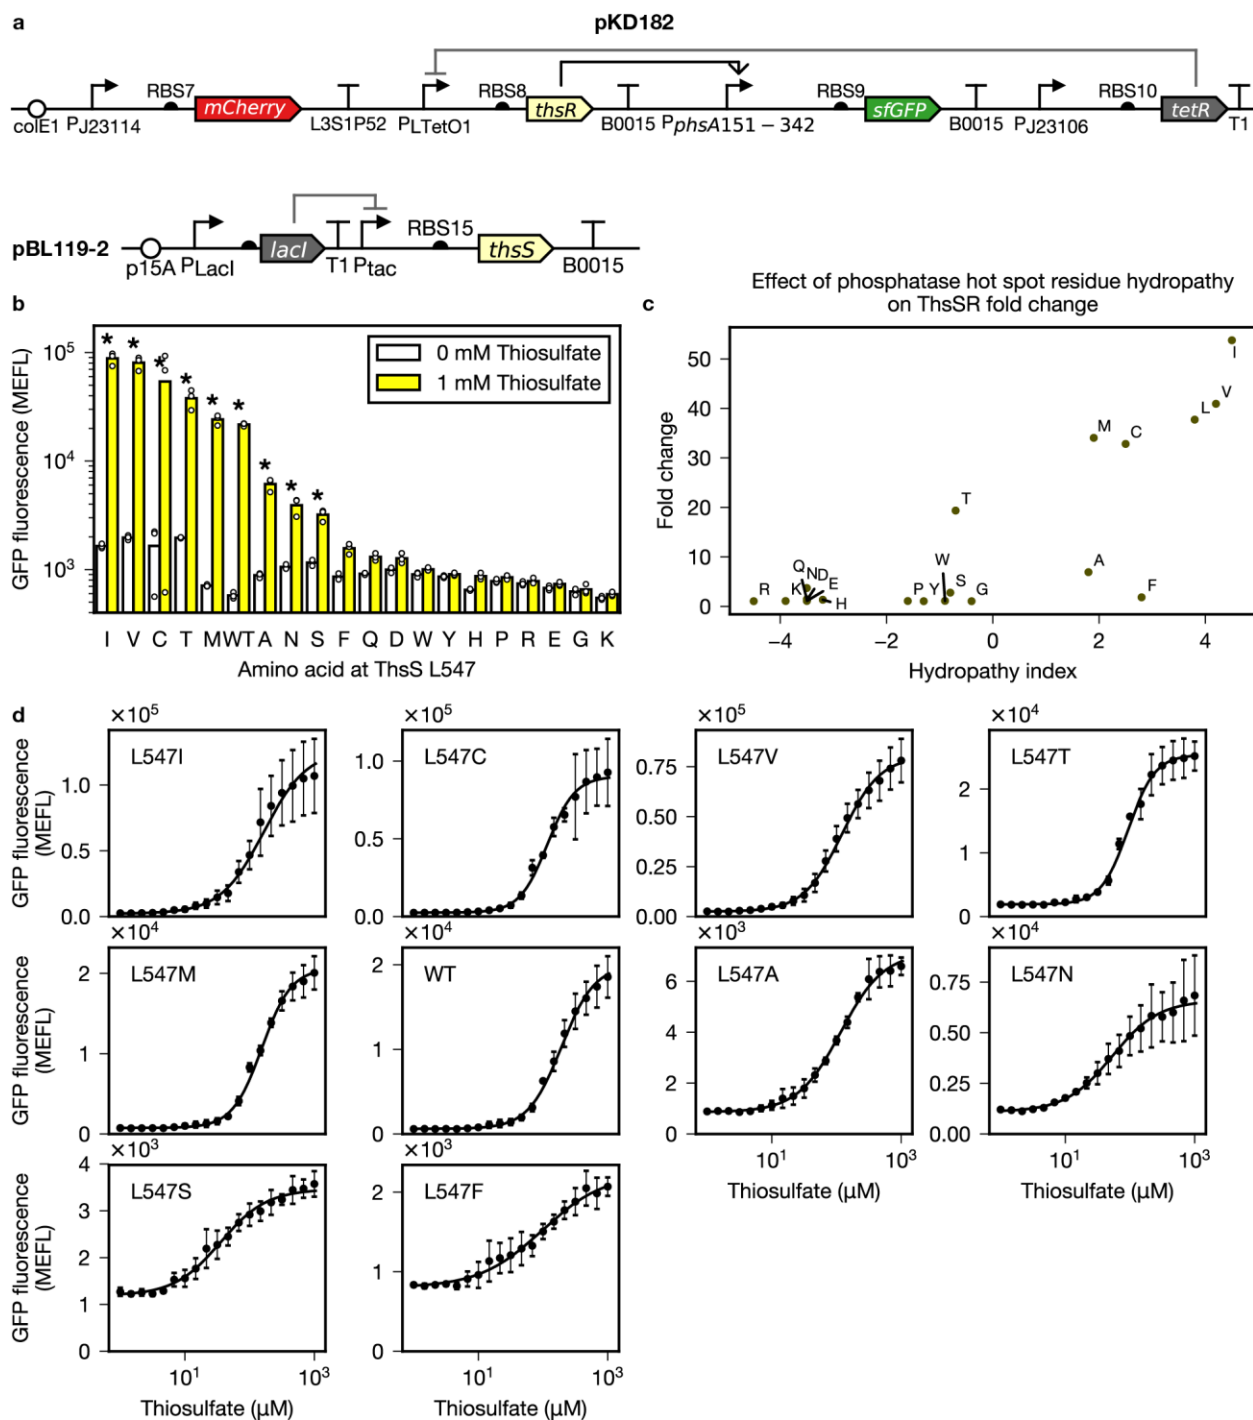 a
pKD182
RBS7
mCherry
RBS8
thsR
RBS9
sfGFP
RBS10
tetR
colE1
PJ23114
L3S1P52
PLTetO1
B0015
PphsA151 – 342
B0015
PJ23106
T1
pBL119-2
RBS15
lacI
thsS
p15A
PLacI
T1
Ptac
B0015
b
GFP fluorescence (MEFL)
10^5
10^4
10^3
* * * * * * * * *
0 mM Thiosulfate
1 mM Thiosulfate
I V C T M WT A N S F Q D W Y H P R E G K
Amino acid at ThsS L547
c
Effect of phosphatase hot spot residue hydropathy
on ThsSR fold change
Fold change
50
40
30
20
10
0
I
V
L
M
C
T
A
F
W
S
G
Q
N
D
E
H
R
K
P
Y
−4 −2 0 2 4
Hydropathy index
d
×10^5
L547I
1.0
0.5
0.0
GFP fluorescence
(MEFL)
×10^5
L547C
1.0
0.5
0.0
×10^5
L547V
0.75
0.50
0.25
0.00
×10^4
L547T
2
1
0
×10^4
L547M
2
1
0
GFP fluorescence
(MEFL)
×10^4
WT
2
1
0
×10^3
L547A
6
4
2
0
10^1 10^3
Thiosulfate (μM)
×10^4
L547N
0.75
0.50
0.25
0.00
10^1 10^3
Thiosulfate (μM)
×10^3
L547S
4
3
2
1
0
GFP fluorescence
(MEFL)
10^1 10^3
Thiosulfate (μM)
×10^3
L547F
2
1
0
10^1 10^3
Thiosulfate (μM)